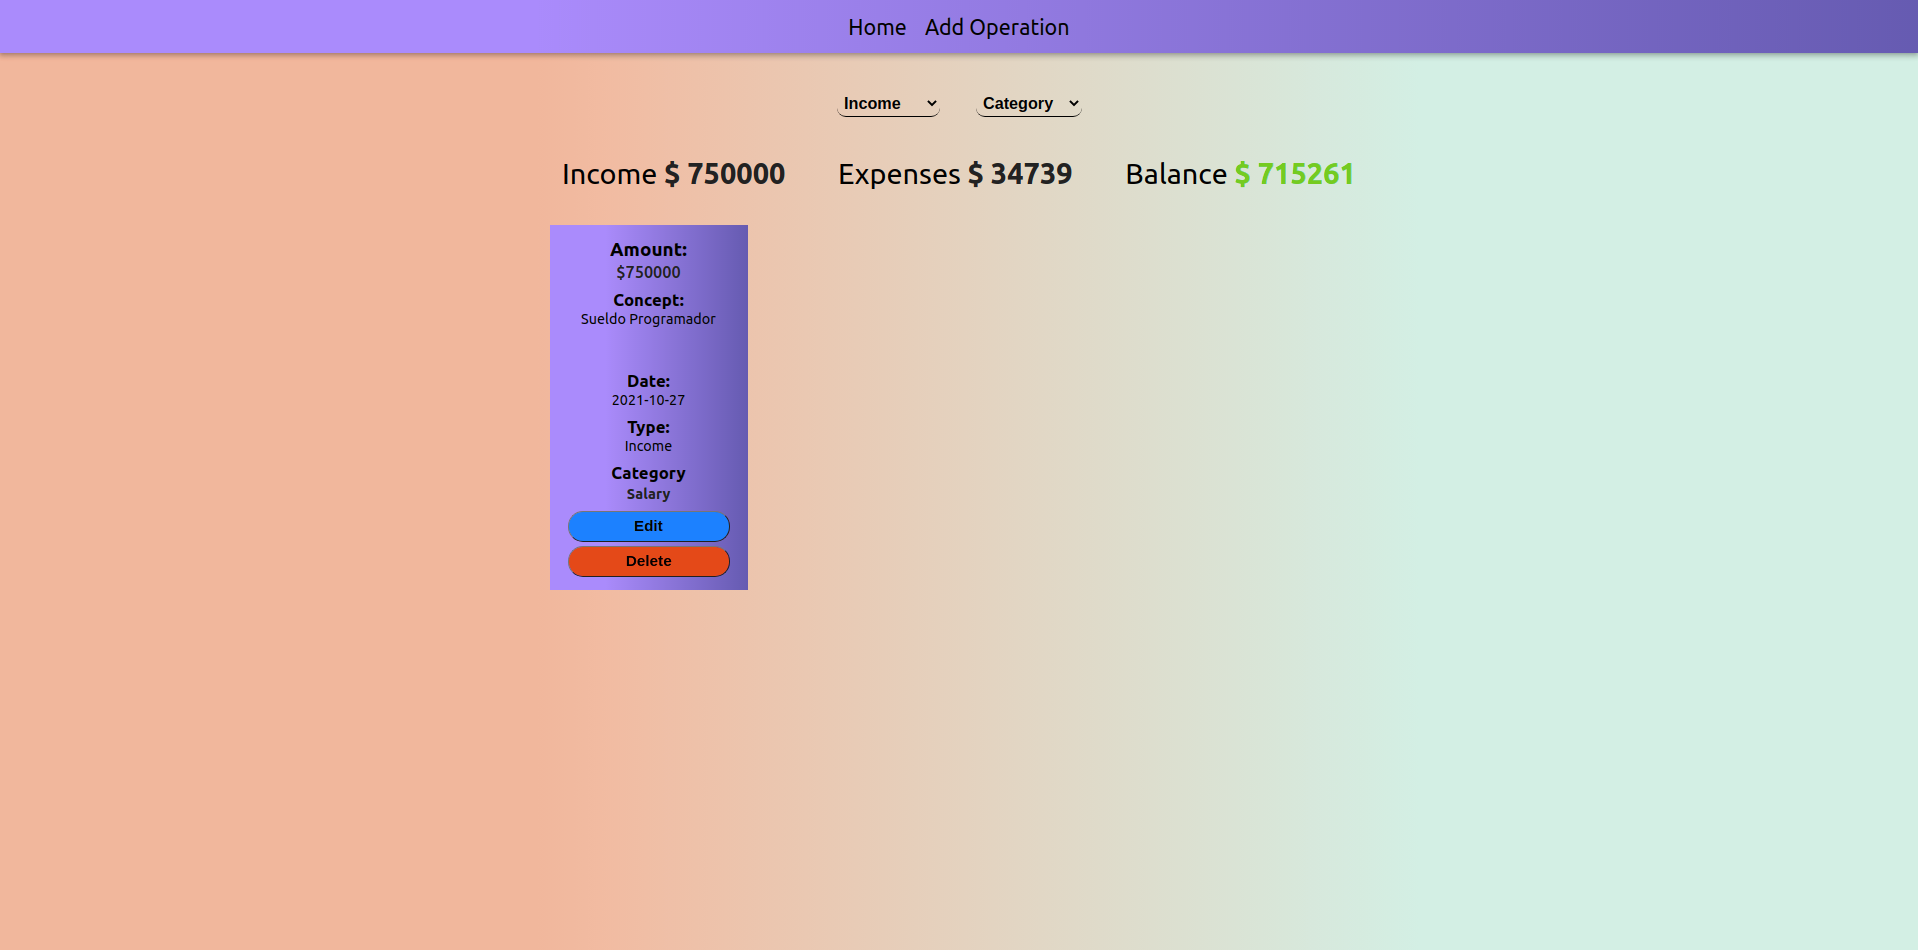 Home Add Operation
Income Category
Income $ 750000 Expenses $ 34739 Balance $ 715261
Amount:
$750000
Concept:
Sueldo Programador
Date:
2021-10-27
Type:
Income
Category
Salary
Edit
Delete